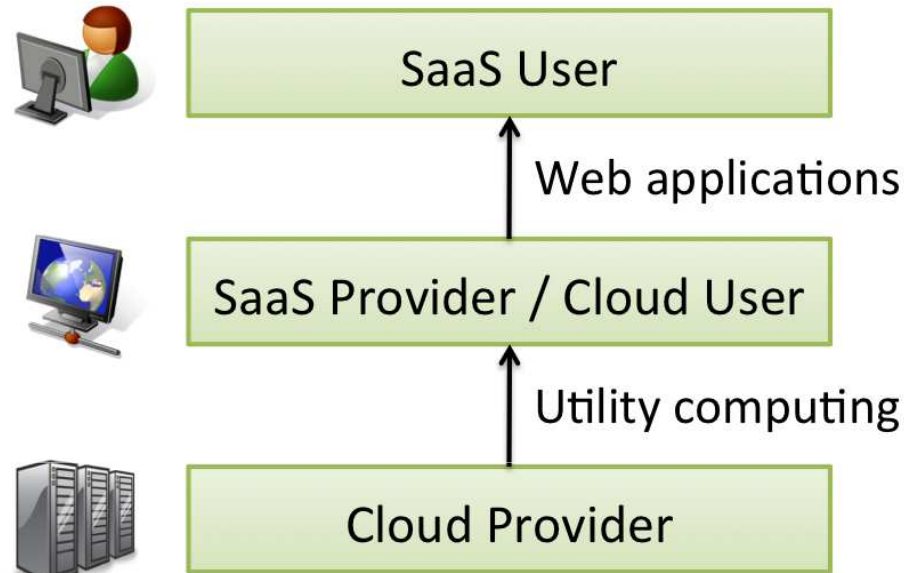 SaaS User
Web applications
SaaS Provider / Cloud User
Utility computing
Cloud Provider